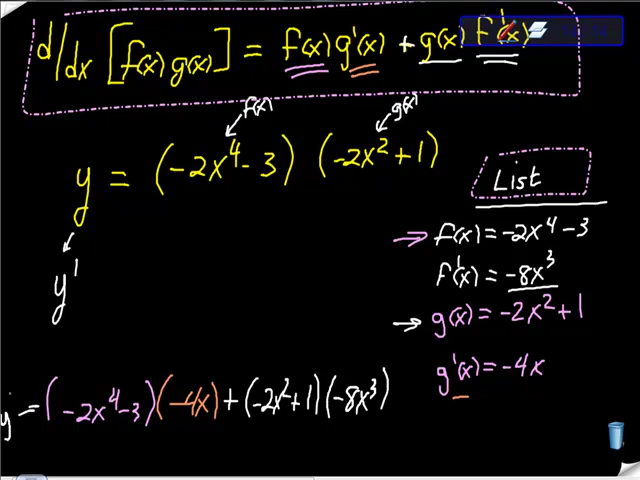 d/dx [f(x) g(x)] = f(x) g'(x) + g(x) f'(x)
f(x) g(x)
y = (-2x⁴ - 3) (-2x² + 1)
List
y'
f(x) = -2x⁴ - 3
f'(x) = -8x³
g(x) = -2x² + 1
g'(x) = -4x
y' = (-2x⁴-3)(-4x) + (-2x²+1)(-8x³)